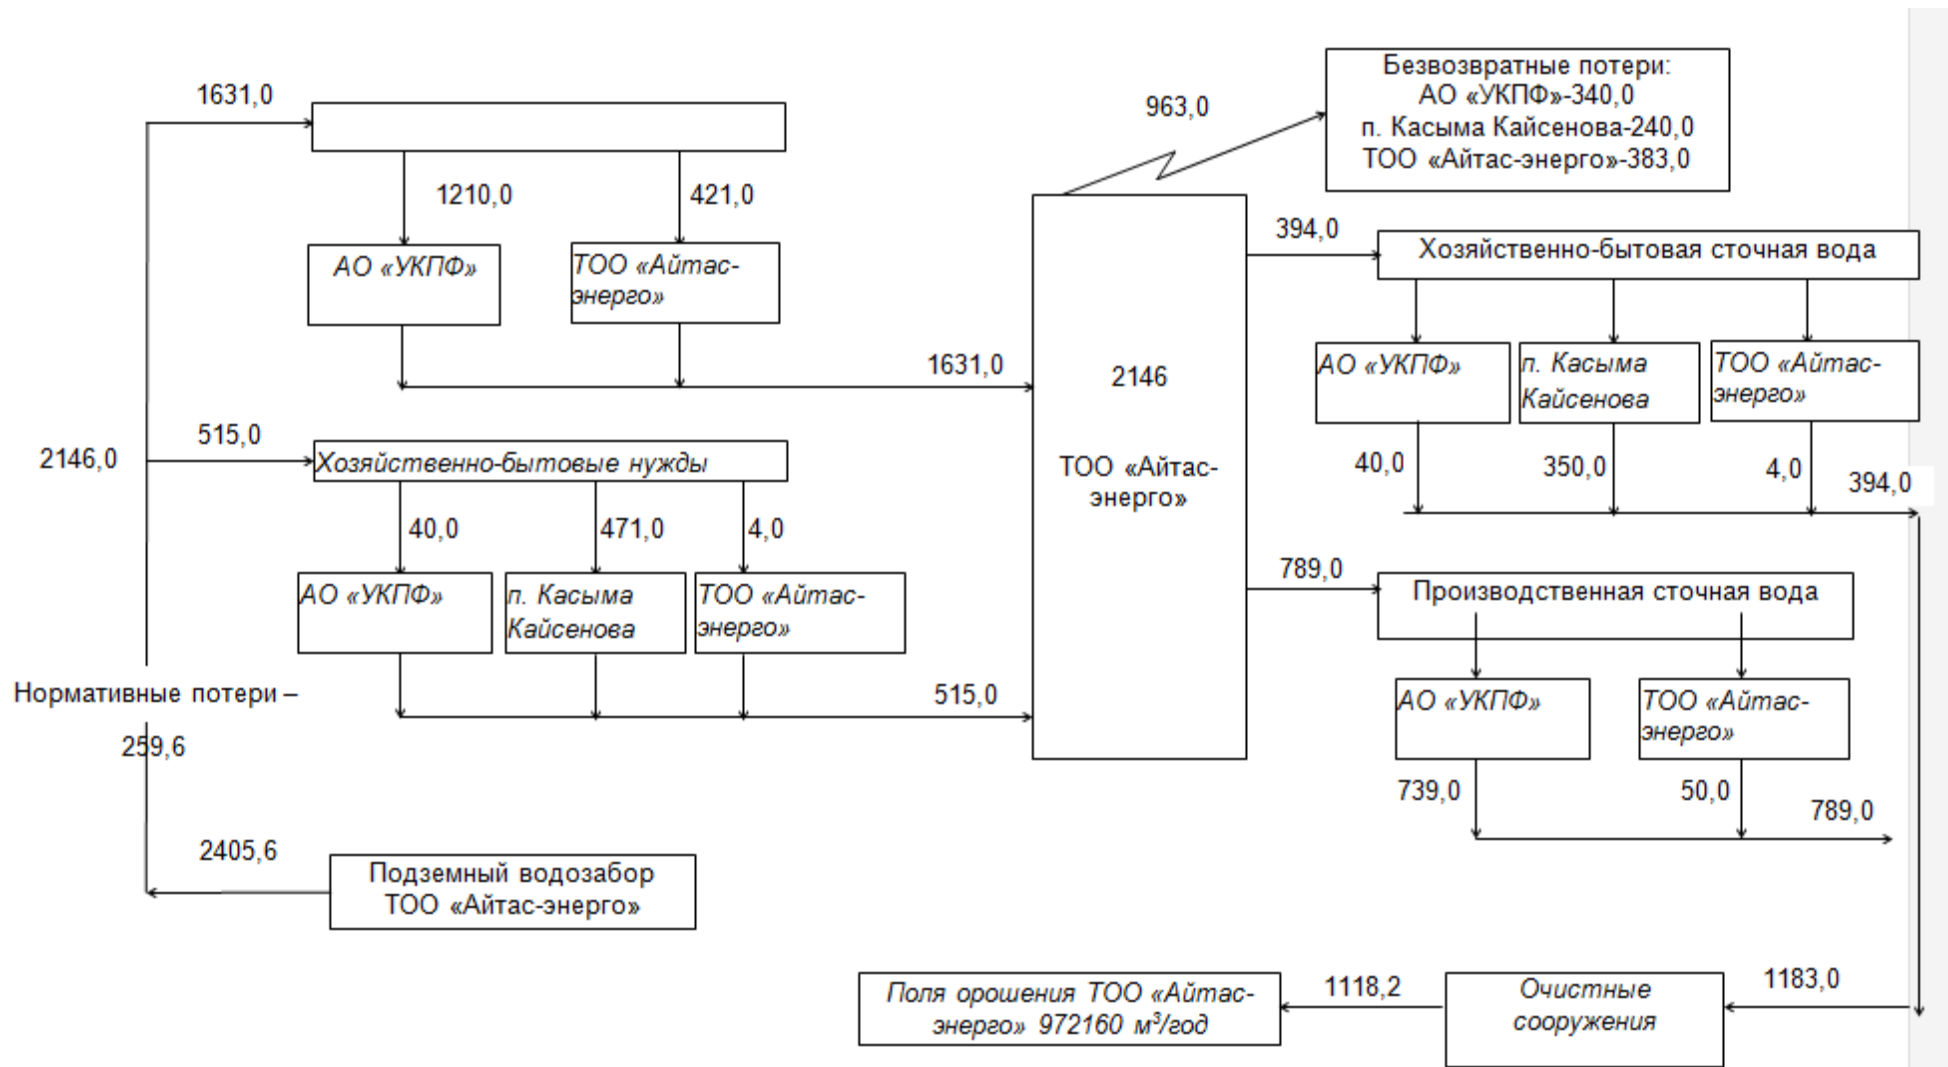 1631,0
1210,0
421,0
АО «УКПФ»
ТОО «Айтас-
энерго»
1631,0
2146,0
515,0
Хозяйственно-бытовые нужды
40,0
471,0
4,0
АО «УКПФ»
п. Касыма
Кайсенова
ТОО «Айтас-
энерго»
515,0
Нормативные потери –
259,6
2405,6
Подземный водозабор
ТОО «Айтас-энерго»
2146
ТОО «Айтас-
энерго»
963,0
Безвозвратные потери:
АО «УКПФ»-340,0
п. Касыма Кайсенова-240,0
ТОО «Айтас-энерго»-383,0
394,0
Хозяйственно-бытовая сточная вода
АО «УКПФ»
п. Касыма
Кайсенова
ТОО «Айтас-
энерго»
40,0
350,0
4,0
394,0
789,0
Производственная сточная вода
АО «УКПФ»
ТОО «Айтас-
энерго»
739,0
50,0
789,0
1183,0
Очистные
сооружения
1118,2
Поля орошения ТОО «Айтас-
энерго» 972160 м³/год